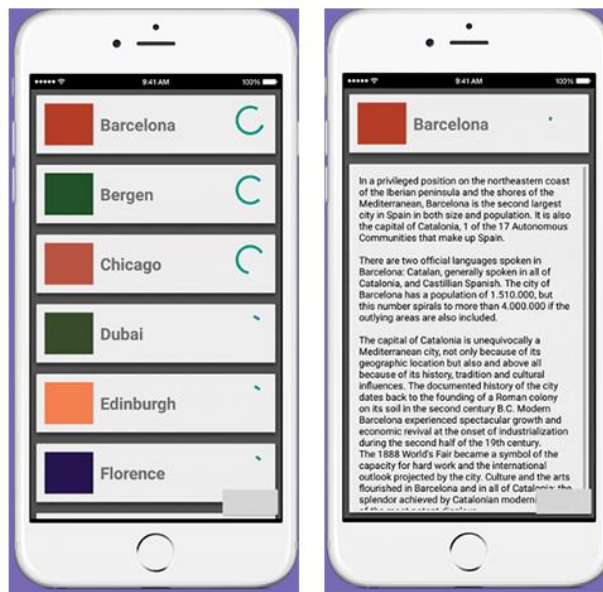 9:41 AM 100%
Barcelona
Bergen
Chicago
Dubai
Edinburgh
Florence
9:41 AM 100%
Barcelona
In a privileged position on the northeastern coast
of the Iberian peninsula and the shores of the
Mediterranean, Barcelona is the second largest
city in Spain in both size and population. It is also
the capital of Catalonia, 1 of the 17 Autonomous
Communities that make up Spain.
There are two official languages spoken in
Barcelona: Catalan, generally spoken in all of
Catalonia, and Castillian Spanish. The city of
Barcelona has a population of 1.510.000, but
this number spirals to more than 4.000.000 if the
outlying areas are also included.
The capital of Catalonia is unequivocally a
Mediterranean city, not only because of its
geographic location but also and above all
because of its history, tradition and cultural
influences. The documented history of the city
dates back to the founding of a Roman colony
on its soil in the second century B.C. Modern
Barcelona experienced spectacular growth and
economic revival at the onset of industrialization
during the second half of the 19th century.
The 1888 World's Fair became a symbol of the
capacity for hard work and the international
outlook projected by the city. Culture and the arts
flourished in Barcelona and in all of Catalonia; the
splendor achieved by Catalonian
of the most potent